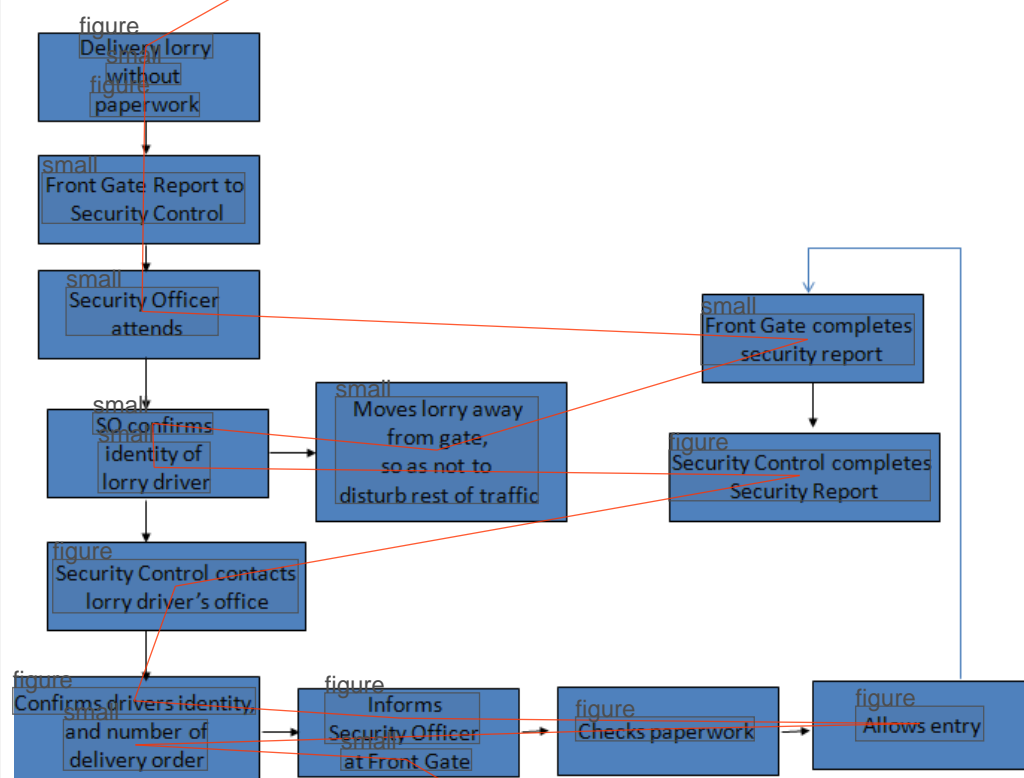 figure
Delivery lorry
small
without
figure
paperwork
small
Front Gate Report to
Security Control
small
Security Officer
attends
small
Front Gate completes
security report
small
SO confirms
small
identity of
lorry driver
small
Moves lorry away
from gate,
so as not to
disturb rest of traffic
figure
Security Control completes
Security Report
figure
Security Control contacts
lorry driver's office
figure
Confirms drivers identity,
small
and number of
delivery order
figure
Informs
Security Officer
small
at Front Gate
figure
Checks paperwork
figure
Allows entry